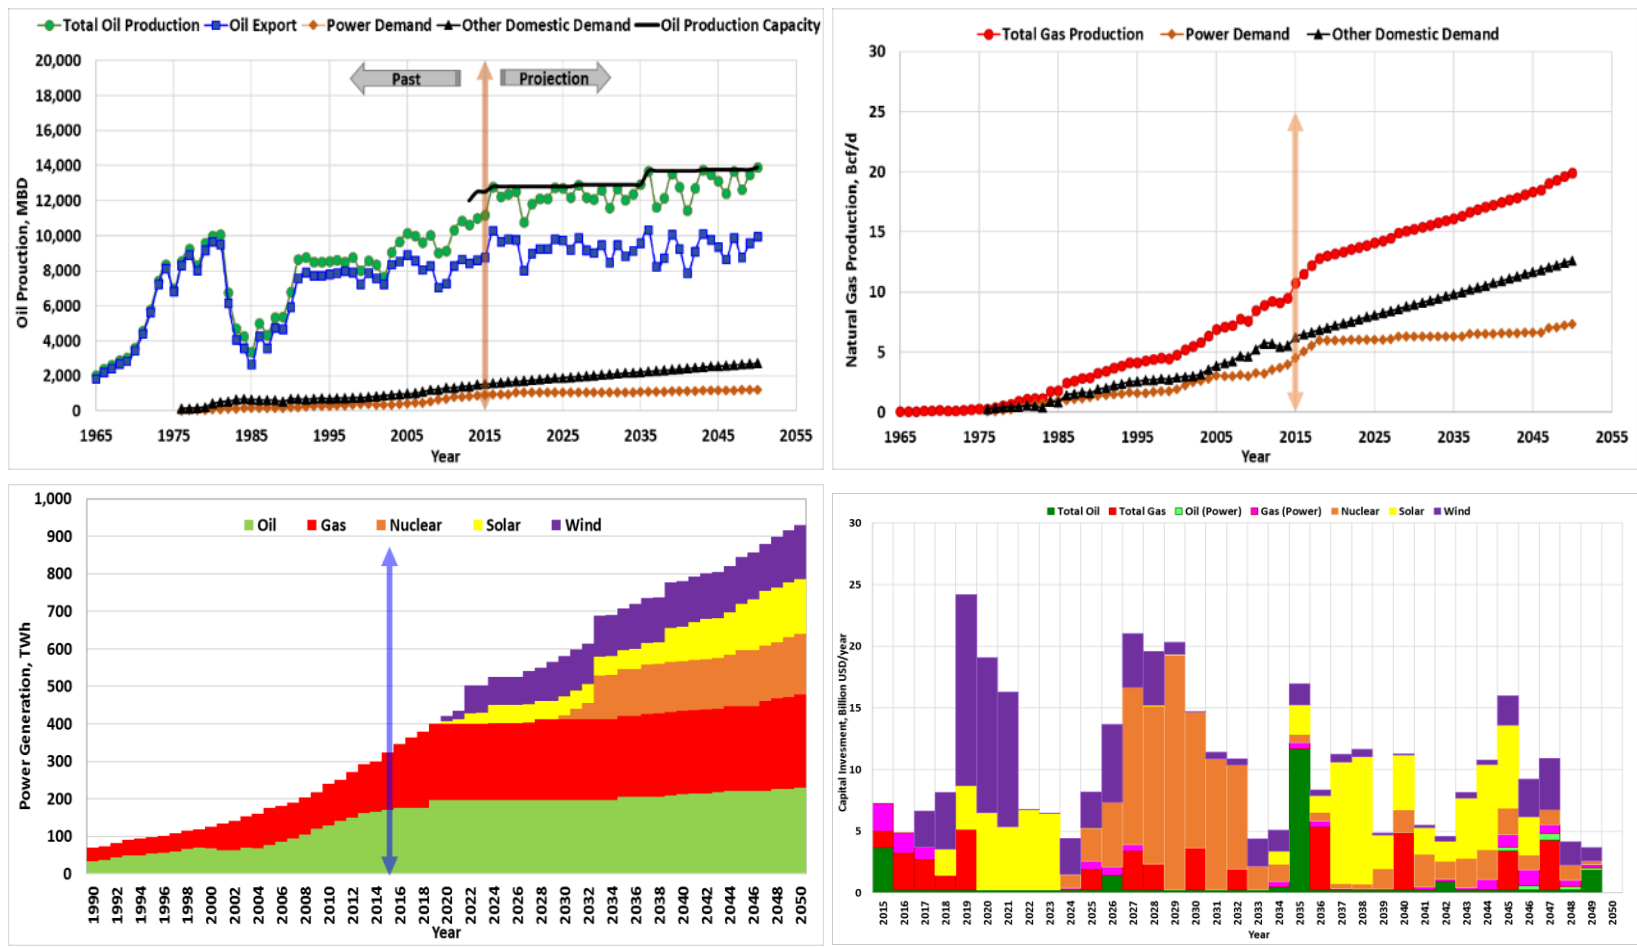 Total Oil Production Oil Export Power Demand Other Domestic Demand Oil Production Capacity
20,000
18,000
16,000
14,000
12,000
10,000
8,000
6,000
4,000
2,000
0
Oil Production, MBD
Past
Projection
1965 1975 1985 1995 2005 2015 2025 2035 2045 2055
Year
Total Gas Production Power Demand Other Domestic Demand
30
25
20
15
10
5
0
Natural Gas Production, Bcf/d
1965 1975 1985 1995 2005 2015 2025 2035 2045 2055
Year
1,000
900
800
700
600
500
400
300
200
100
0
Power Generation, TWh
Oil Gas Nuclear Solar Wind
1990 1992 1994 1996 1998 2000 2002 2004 2006 2008 2010 2012 2014 2016 2018 2020 2022 2024 2026 2028 2030 2032 2034 2036 2038 2040 2042 2044 2046 2048 2050
Year
Total Oil Total Gas Oil (Power) Gas (Power) Nuclear Solar Wind
30
25
20
15
10
5
0
Capital Invesment, Billion USD/year
2015 2016 2017 2018 2019 2020 2021 2022 2023 2024 2025 2026 2027 2028 2029 2030 2031 2032 2033 2034 2035 2036 2037 2038 2039 2040 2041 2042 2043 2044 2045 2046 2047 2048 2049 2050
Year